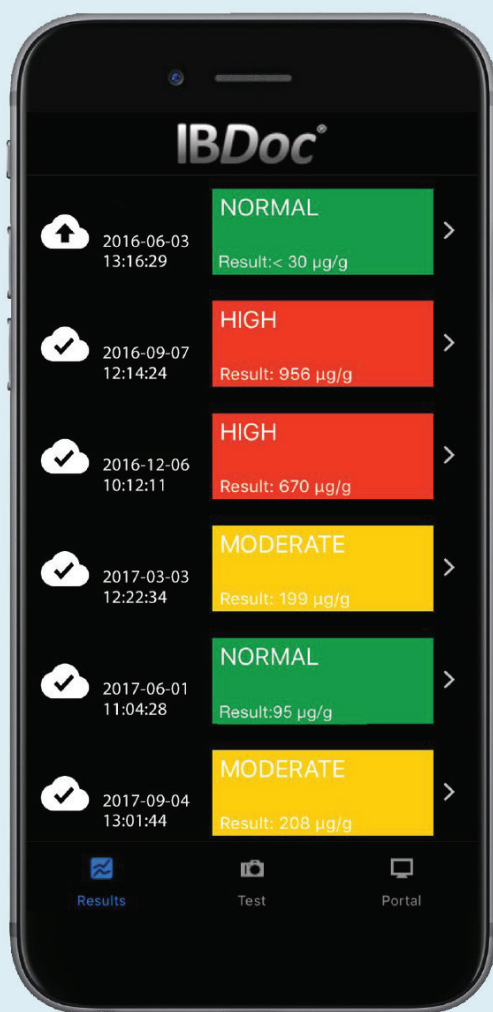 IBDoc®
NORMAL
2016-06-03
13:16:29
Result:< 30 µg/g
HIGH
2016-09-07
12:14:24
Result: 956 µg/g
HIGH
2016-12-06
10:12:11
Result: 670 µg/g
MODERATE
2017-03-03
12:22:34
Result: 199 µg/g
NORMAL
2017-06-01
11:04:28
Result:95 µg/g
MODERATE
2017-09-04
13:01:44
Result: 208 µg/g
Results
Test
Portal